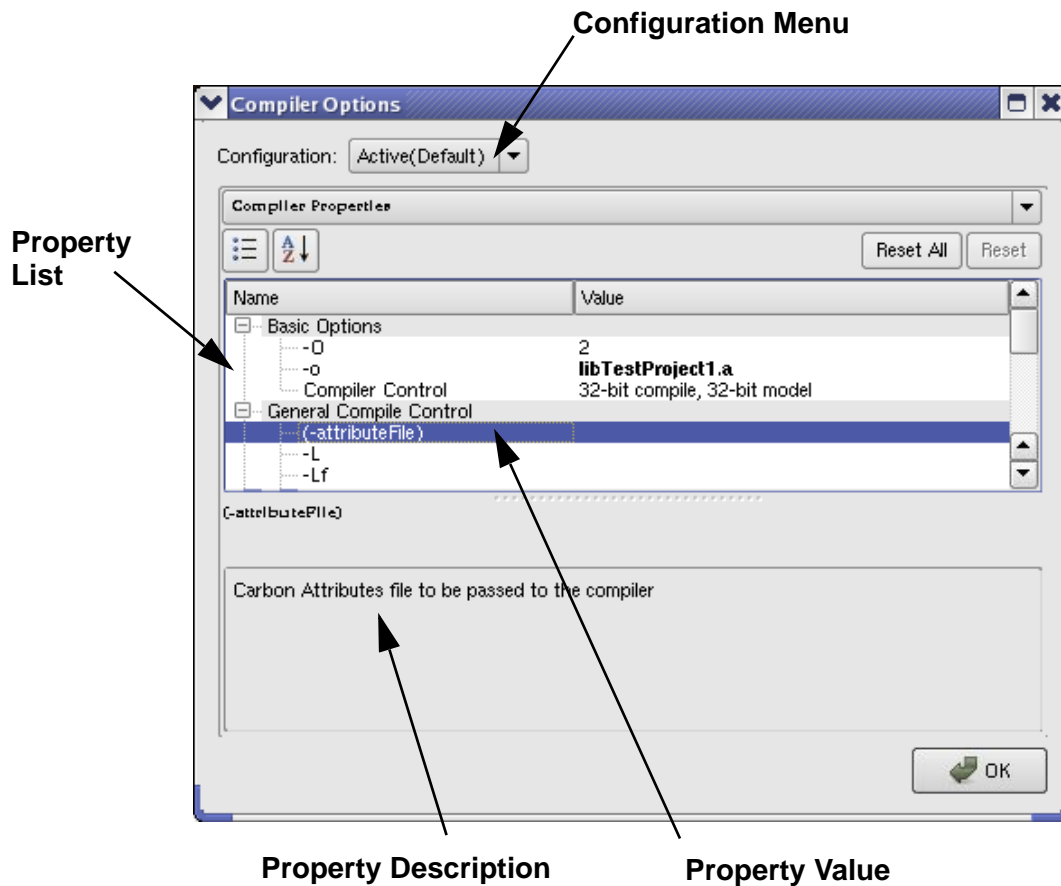 Configuration Menu
Compiler Options
Configuration: Active(Default)
Compiler Properties
Property
List
A
Z
Reset All Reset
Name Value
Basic Options
-O 2
-o libTestProject1.a
Compiler Control 32-bit compile, 32-bit model
General Compile Control
(-attributeFile)
-L
-Lf
(-attributeFile)
Carbon Attributes file to be passed to the compiler
OK
Property Description Property Value